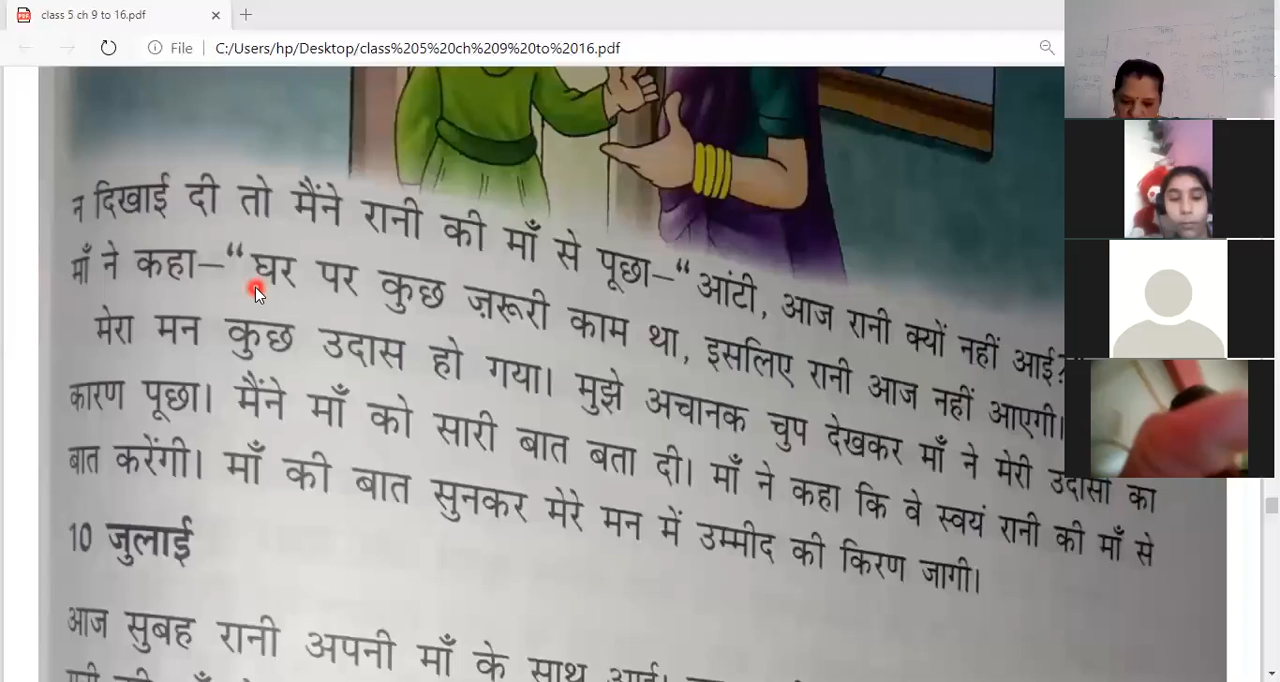 class 5 ch 9 to 16.pdf
File C:/Users/hp/Desktop/class%205%20ch%209%20to%2016.pdf
न दिखाई दी तो मैंने रानी की माँ से पूछा–“आंटी, आज रानी क्यों नहीं आई?
माँ ने कहा–“घर पर कुछ ज़रूरी काम था, इसलिए रानी आज नहीं आएगी।
मेरा मन कुछ उदास हो गया। मुझे अचानक चुप देखकर माँ ने मेरी उदासी का
कारण पूछा। मैंने माँ को सारी बात बता दी। माँ ने कहा कि वे स्वयं रानी की माँ से
बात करेंगी। माँ की बात सुनकर मेरे मन में उम्मीद की किरण जागी।
10 जुलाई
आज सुबह रानी अपनी माँ के साथ आई।